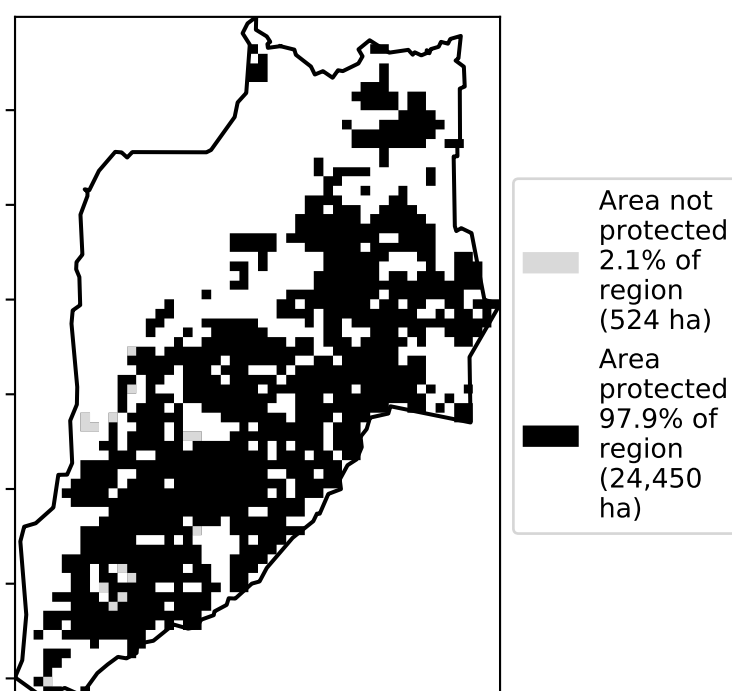 Area not
protected
2.1% of
region
(524 ha)
Area
protected
97.9% of
region
(24,450
ha)